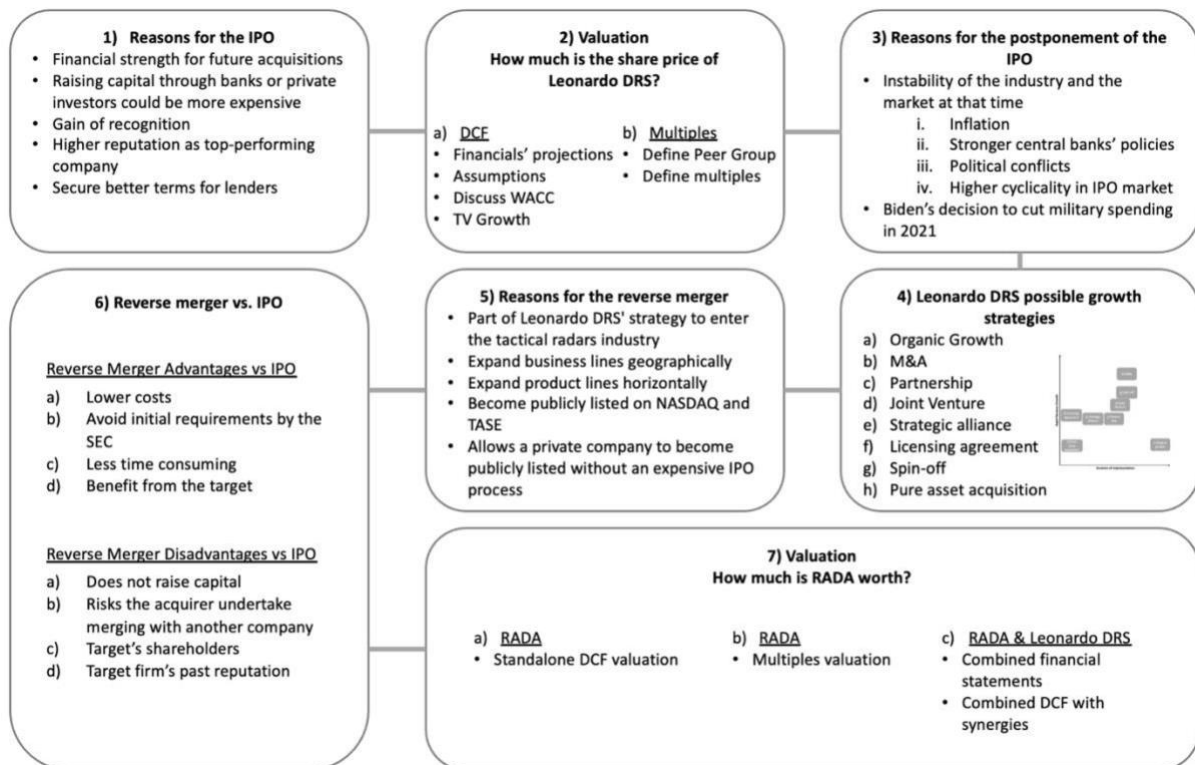 1) Reasons for the IPO
• Financial strength for future acquisitions
• Raising capital through banks or private
investors could be more expensive
• Gain of recognition
• Higher reputation as top-performing
company
• Secure better terms for lenders
2) Valuation
How much is the share price of
Leonardo DRS?
a) DCF
• Financials' projections
• Assumptions
• Discuss WACC
• TV Growth
b) Multiples
• Define Peer Group
• Define multiples
3) Reasons for the postponement of the
IPO
• Instability of the industry and the
market at that time
i. Inflation
ii. Stronger central banks' policies
iii. Political conflicts
iv. Higher cyclicality in IPO market
• Biden's decision to cut military spending
in 2021
4) Leonardo DRS possible growth
strategies
a) Organic Growth
b) M&A
c) Partnership
d) Joint Venture
e) Strategic alliance
f) Licensing agreement
g) Spin-off
h) Pure asset acquisition
5) Reasons for the reverse merger
• Part of Leonardo DRS' strategy to enter
the tactical radars industry
• Expand business lines geographically
• Expand product lines horizontally
• Become publicly listed on NASDAQ and
TASE
• Allows a private company to become
publicly listed without an expensive IPO
process
6) Reverse merger vs. IPO
Reverse Merger Advantages vs IPO
a) Lower costs
b) Avoid initial requirements by the
SEC
c) Less time consuming
d) Benefit from the target
Reverse Merger Disadvantages vs IPO
a) Does not raise capital
b) Risks the acquirer undertake
merging with another company
c) Target's shareholders
d) Target firm's past reputation
7) Valuation
How much is RADA worth?
a) RADA
• Standalone DCF valuation
b) RADA
• Multiples valuation
c) RADA & Leonardo DRS
• Combined financial
statements
• Combined DCF with
synergies